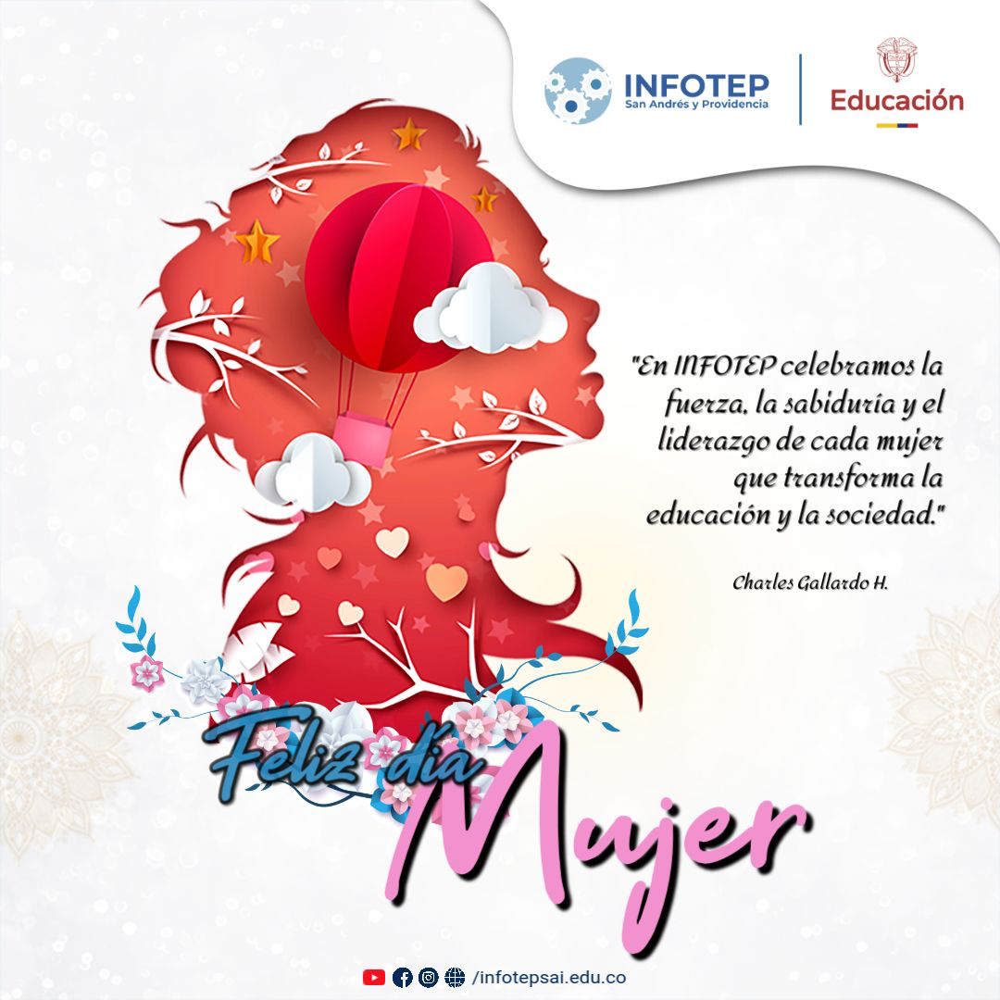 INFOTEP
San Andrés y Providencia
Educación
"En INFOTEP celebramos la
fuerza, la sabiduría y el
liderazgo de cada mujer
que transforma la
educación y la sociedad."
Charles Gallardo H.
Feliz día
Mujer
/infotepsai.edu.co